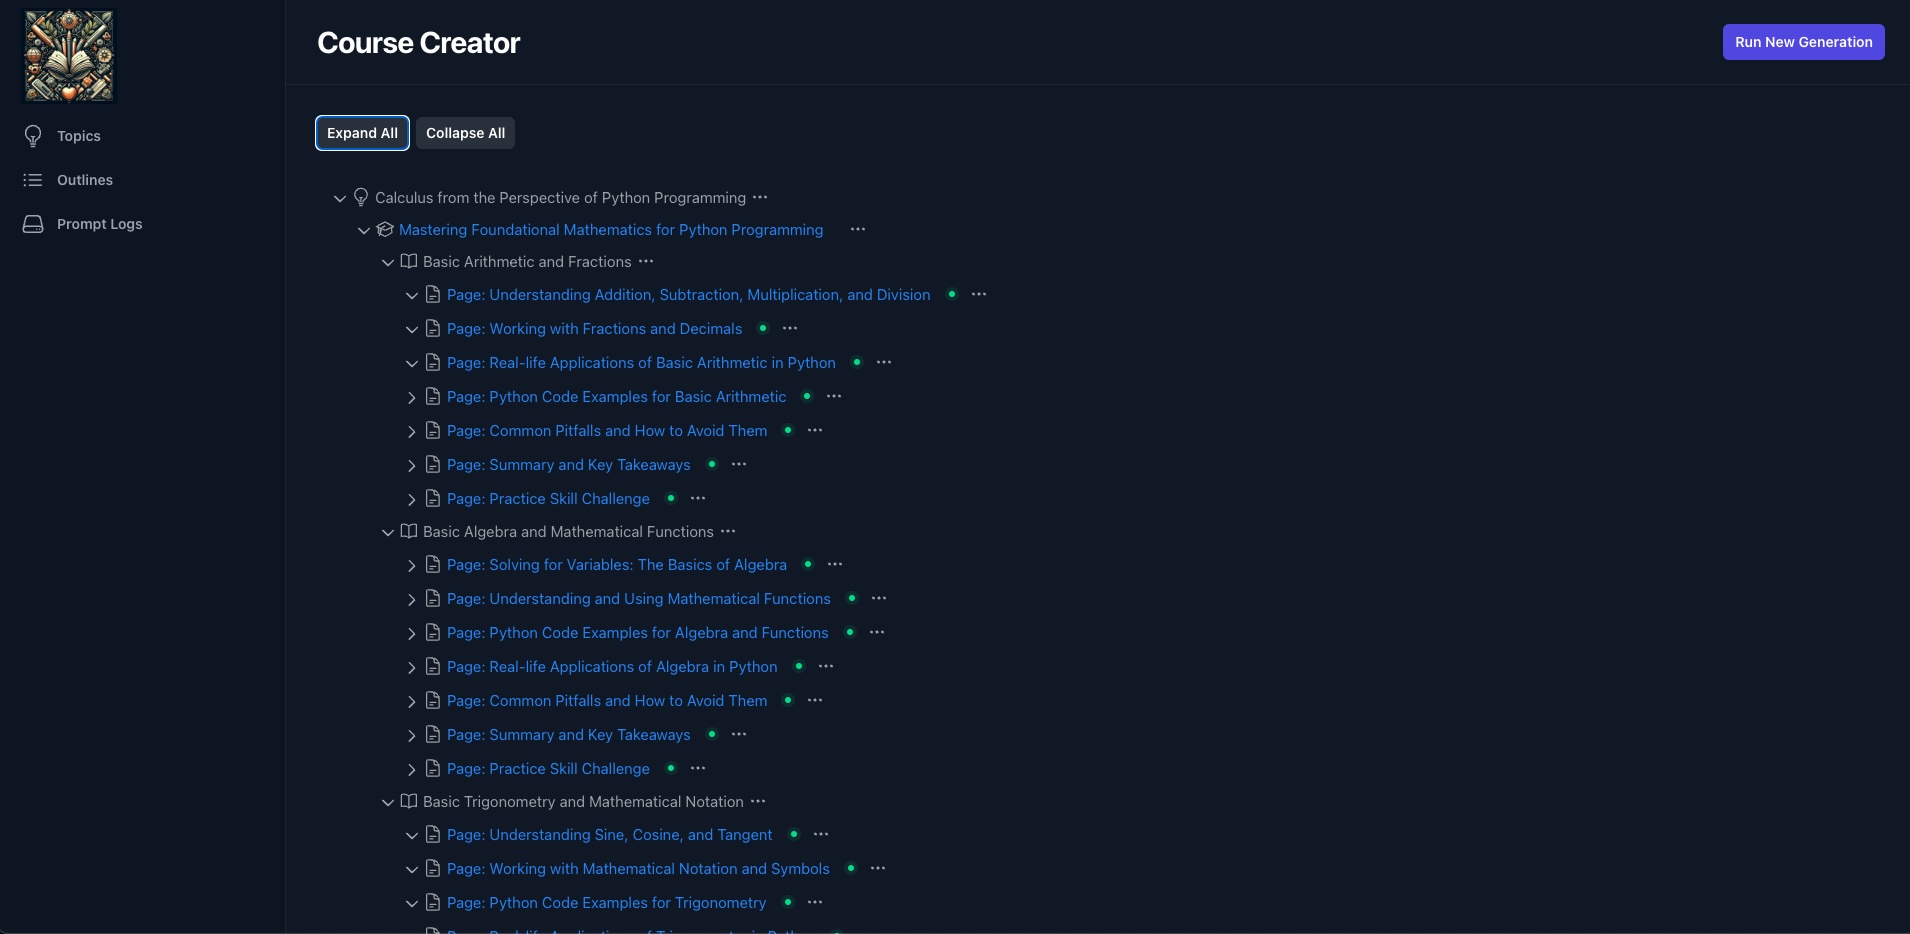 Course Creator
Run New Generation
Topics
Outlines
Prompt Logs
Expand All
Collapse All
Calculus from the Perspective of Python Programming
Mastering Foundational Mathematics for Python Programming
Basic Arithmetic and Fractions
Page: Understanding Addition, Subtraction, Multiplication, and Division
Page: Working with Fractions and Decimals
Page: Real-life Applications of Basic Arithmetic in Python
Page: Python Code Examples for Basic Arithmetic
Page: Common Pitfalls and How to Avoid Them
Page: Summary and Key Takeaways
Page: Practice Skill Challenge
Basic Algebra and Mathematical Functions
Page: Solving for Variables: The Basics of Algebra
Page: Understanding and Using Mathematical Functions
Page: Python Code Examples for Algebra and Functions
Page: Real-life Applications of Algebra in Python
Page: Common Pitfalls and How to Avoid Them
Page: Summary and Key Takeaways
Page: Practice Skill Challenge
Basic Trigonometry and Mathematical Notation
Page: Understanding Sine, Cosine, and Tangent
Page: Working with Mathematical Notation and Symbols
Page: Python Code Examples for Trigonometry